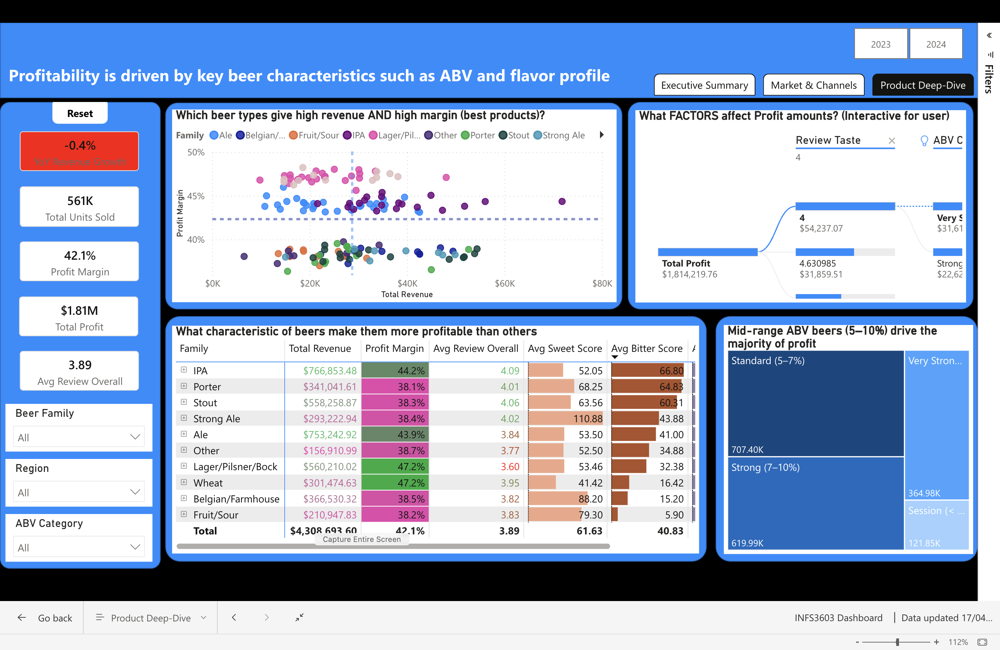 2023
2024
Profitability is driven by key beer characteristics such as ABV and flavor profile
Executive Summary
Market & Channels
Product Deep-Dive
Filters
Reset
-0.4%
YoY Revenue Growth
561K
Total Units Sold
42.1%
Profit Margin
$1.81M
Total Profit
3.89
Avg Review Overall
Beer Family
All
Region
All
ABV Category
All
Which beer types give high revenue AND high margin (best products)?
Family Ale Belgian/... Fruit/Sour IPA Lager/Pil... Other Porter Stout Strong Ale
50%
45%
40%
Profit Margin
$0K $20K $40K $60K $80K
Total Revenue
What FACTORS affect Profit amounts? (Interactive for user)
Review Taste
ABV C
4
4
$54,237.07
Very S
$31,61
Total Profit
$1,814,219.76
4.630985
$31,859.51
Strong
$22,62
What characteristic of beers make them more profitable than others
Family Total Revenue Profit Margin Avg Review Overall Avg Sweet Score Avg Bitter Score
IPA $766,853.48 44.2% 4.09 52.05 66.80
Porter $341,041.61 38.1% 4.01 68.25 64.83
Stout $558,258.87 38.3% 4.06 63.56 60.31
Strong Ale $293,222.94 38.4% 4.02 110.88 43.88
Ale $753,242.92 43.9% 3.84 53.50 41.00
Other $156,910.99 38.7% 3.77 52.50 34.88
Lager/Pilsner/Bock $560,210.02 47.2% 3.60 53.46 32.38
Wheat $301,474.63 47.2% 3.95 41.42 16.42
Belgian/Farmhouse $366,530.32 38.5% 3.82 88.20 15.20
Fruit/Sour $210,947.83 38.2% 3.83 79.30 5.90
Total $4,308,693.60 42.1% 3.89 61.63 40.83
Capture Entire Screen
Mid-range ABV beers (5–10%) drive the
majority of profit
Standard (5–7%)
707.40K
Strong (7–10%)
619.99K
Very Stron...
364.98K
Session (< ...
121.85K
Go back
Product Deep-Dive
INFS3603 Dashboard | Data updated 17/04...
- + 112%